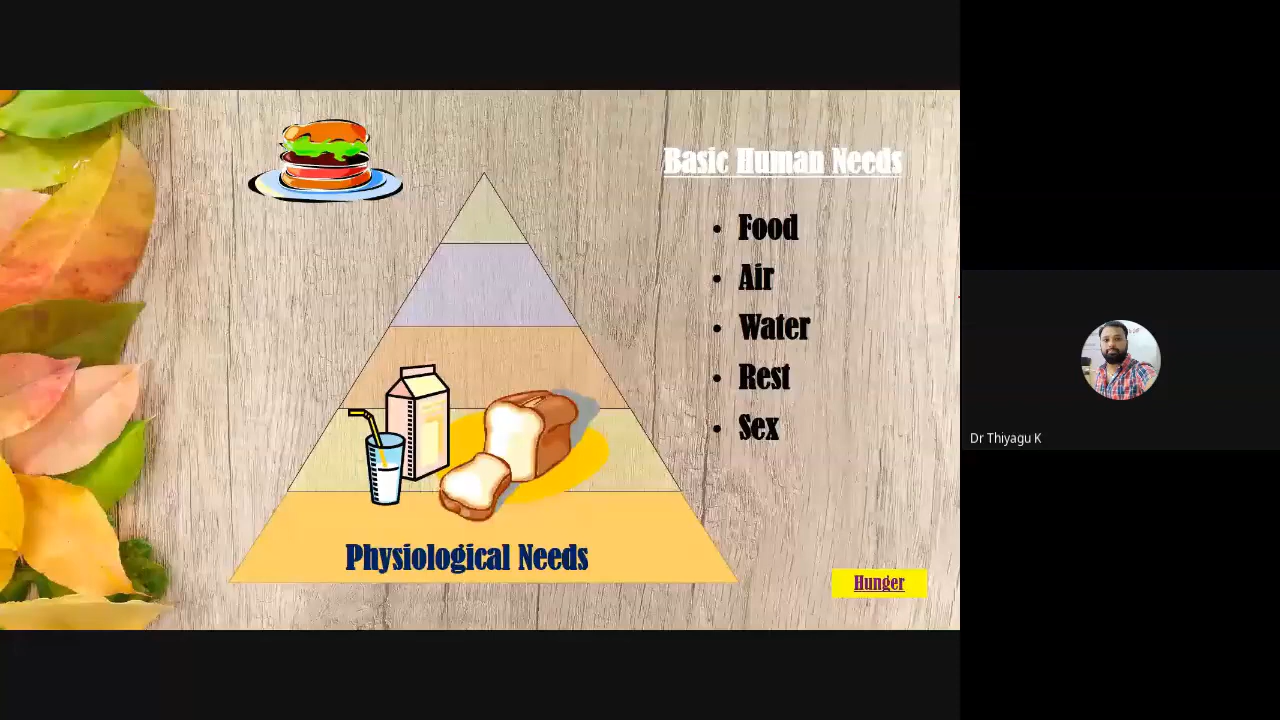 Basic Human Needs
• Food
• Air
• Water
• Rest
• Sex
Physiological Needs
Hunger
Dr Thiyagu K